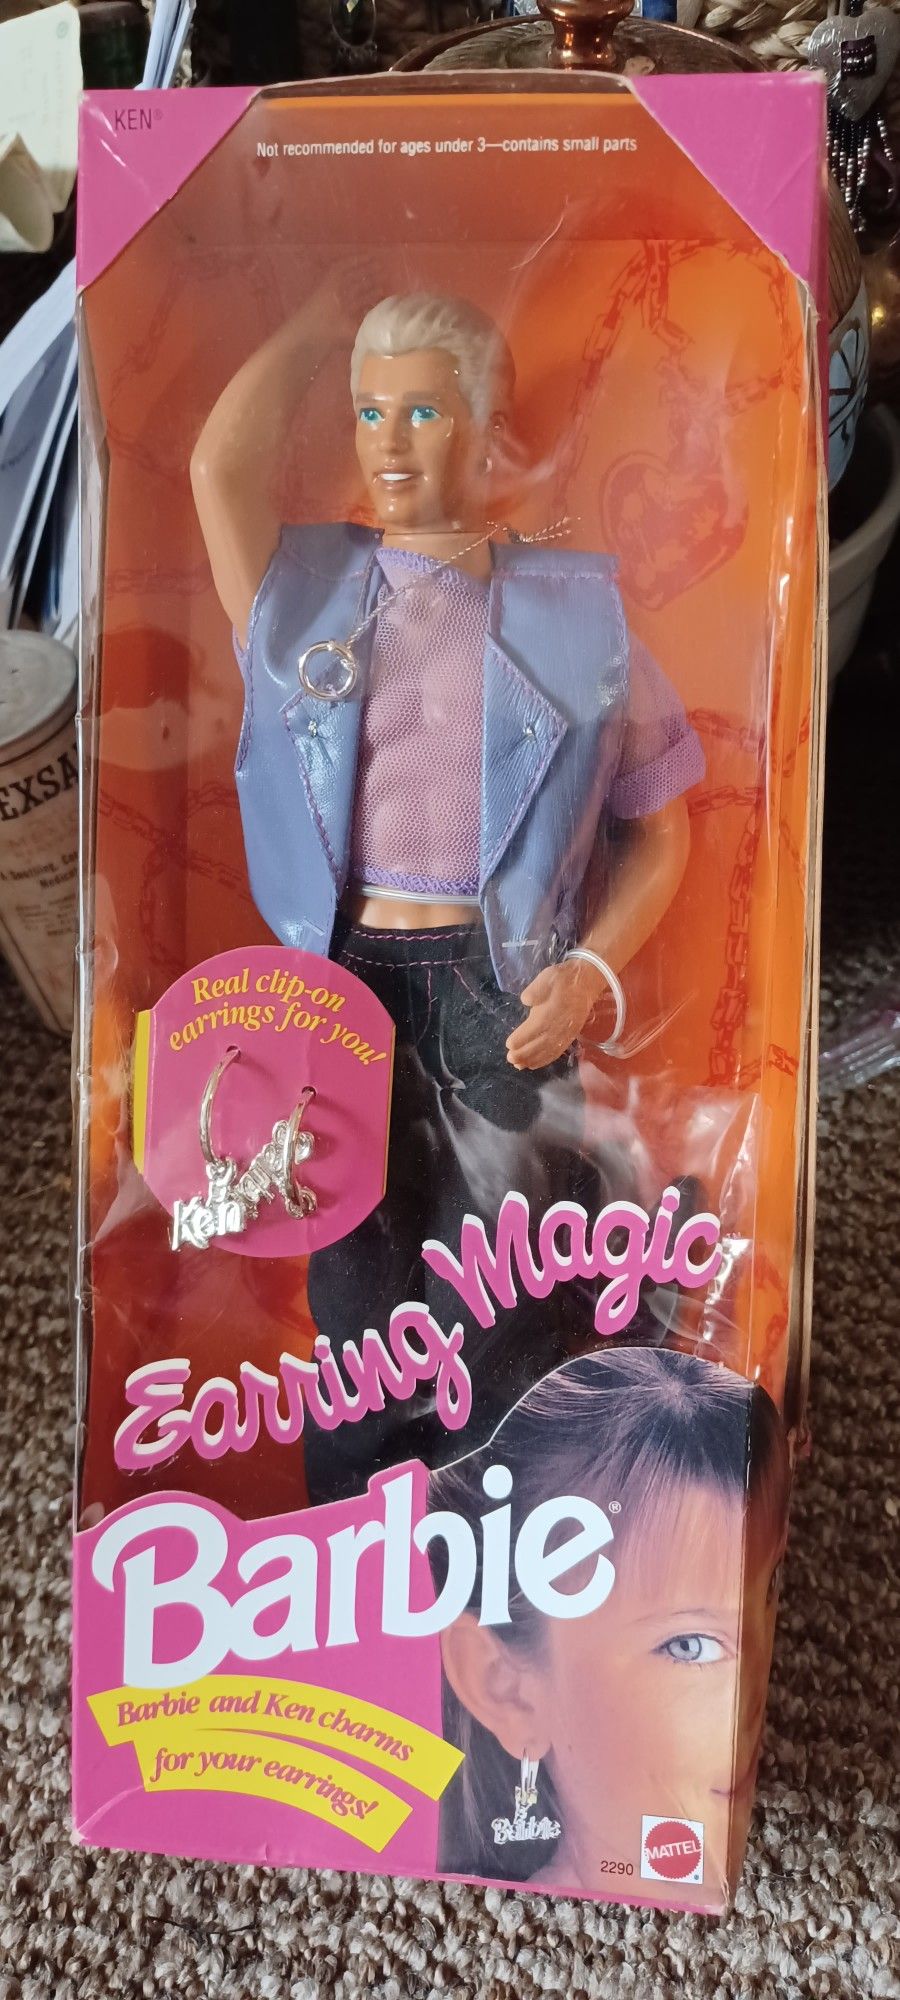 KEN®
Not recommended for ages under 3—contains small parts
Real clip-on
earrings for you!
Ken
Earring Magic
Barbie®
Barbie and Ken charms
for your earrings!
Barbie
2290
MATTEL